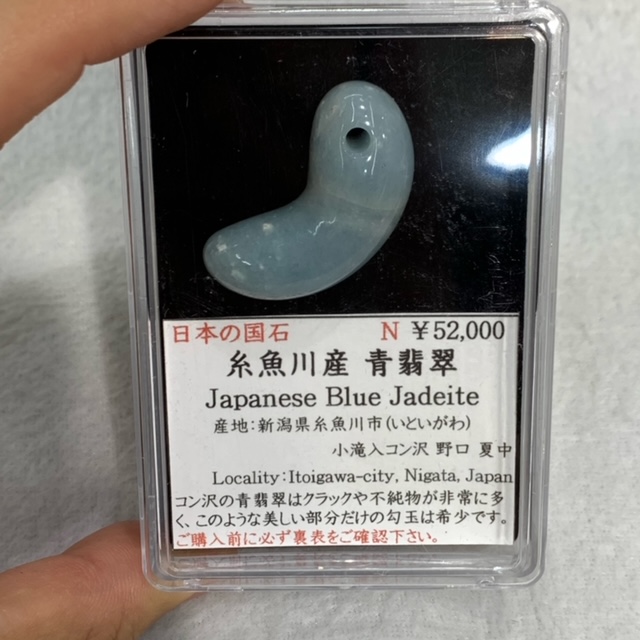 日本の国石 N ¥52,000
糸魚川産 青翡翠
Japanese Blue Jadeite
産地:新潟県糸魚川市(いといがわ)
小滝入コン沢 野口 夏中
Locality:Itoigawa-city, Nigata, Japan
コン沢の青翡翠はクラックや不純物が非常に多
く、このような美しい部分だけの勾玉は希少です。
ご購入前に必ず裏表をご確認下さい。